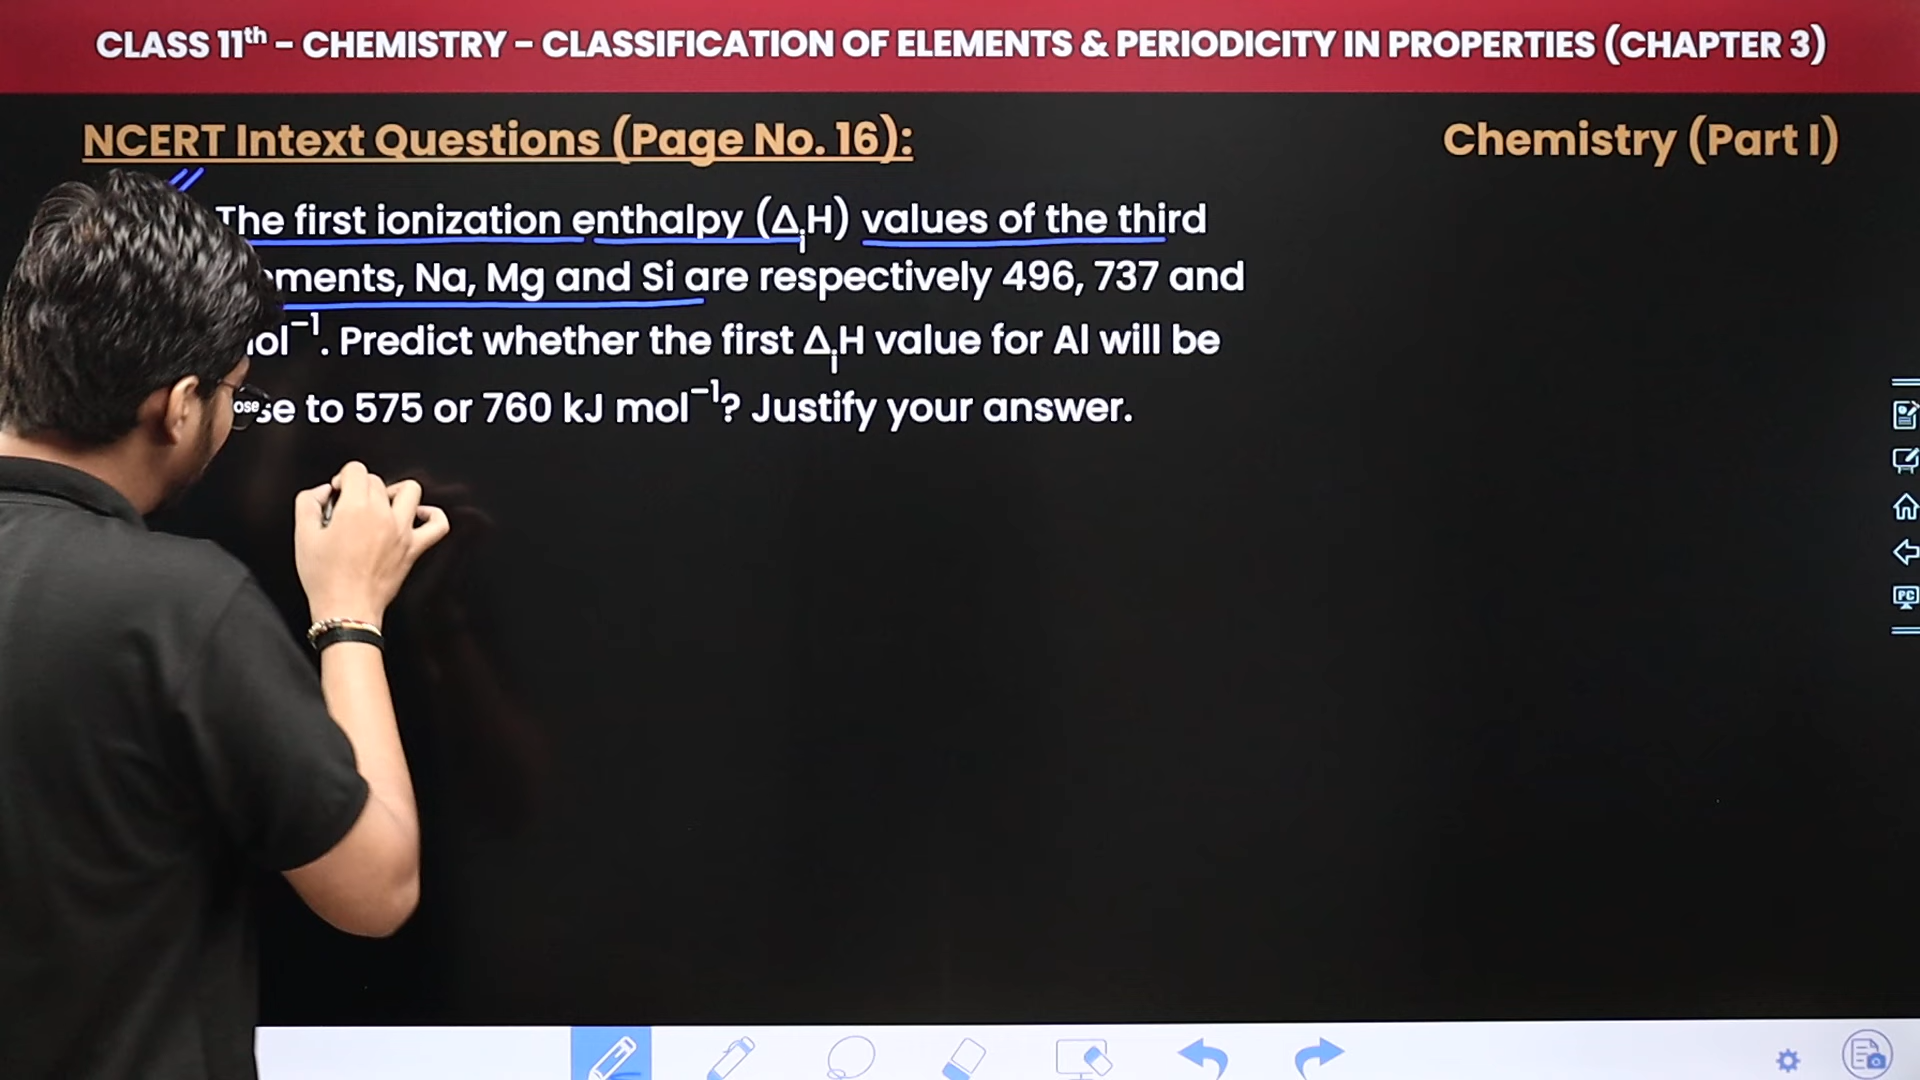 CLASS 11th – CHEMISTRY – CLASSIFICATION OF ELEMENTS & PERIODICITY IN PROPERTIES (CHAPTER 3)
NCERT Intext Questions (Page No. 16):
Chemistry (Part I)
The first ionization enthalpy (ΔiH) values of the third
ments, Na, Mg and Si are respectively 496, 737 and
ol⁻¹. Predict whether the first ΔiH value for Al will be
se to 575 or 760 kJ mol⁻¹? Justify your answer.
PC